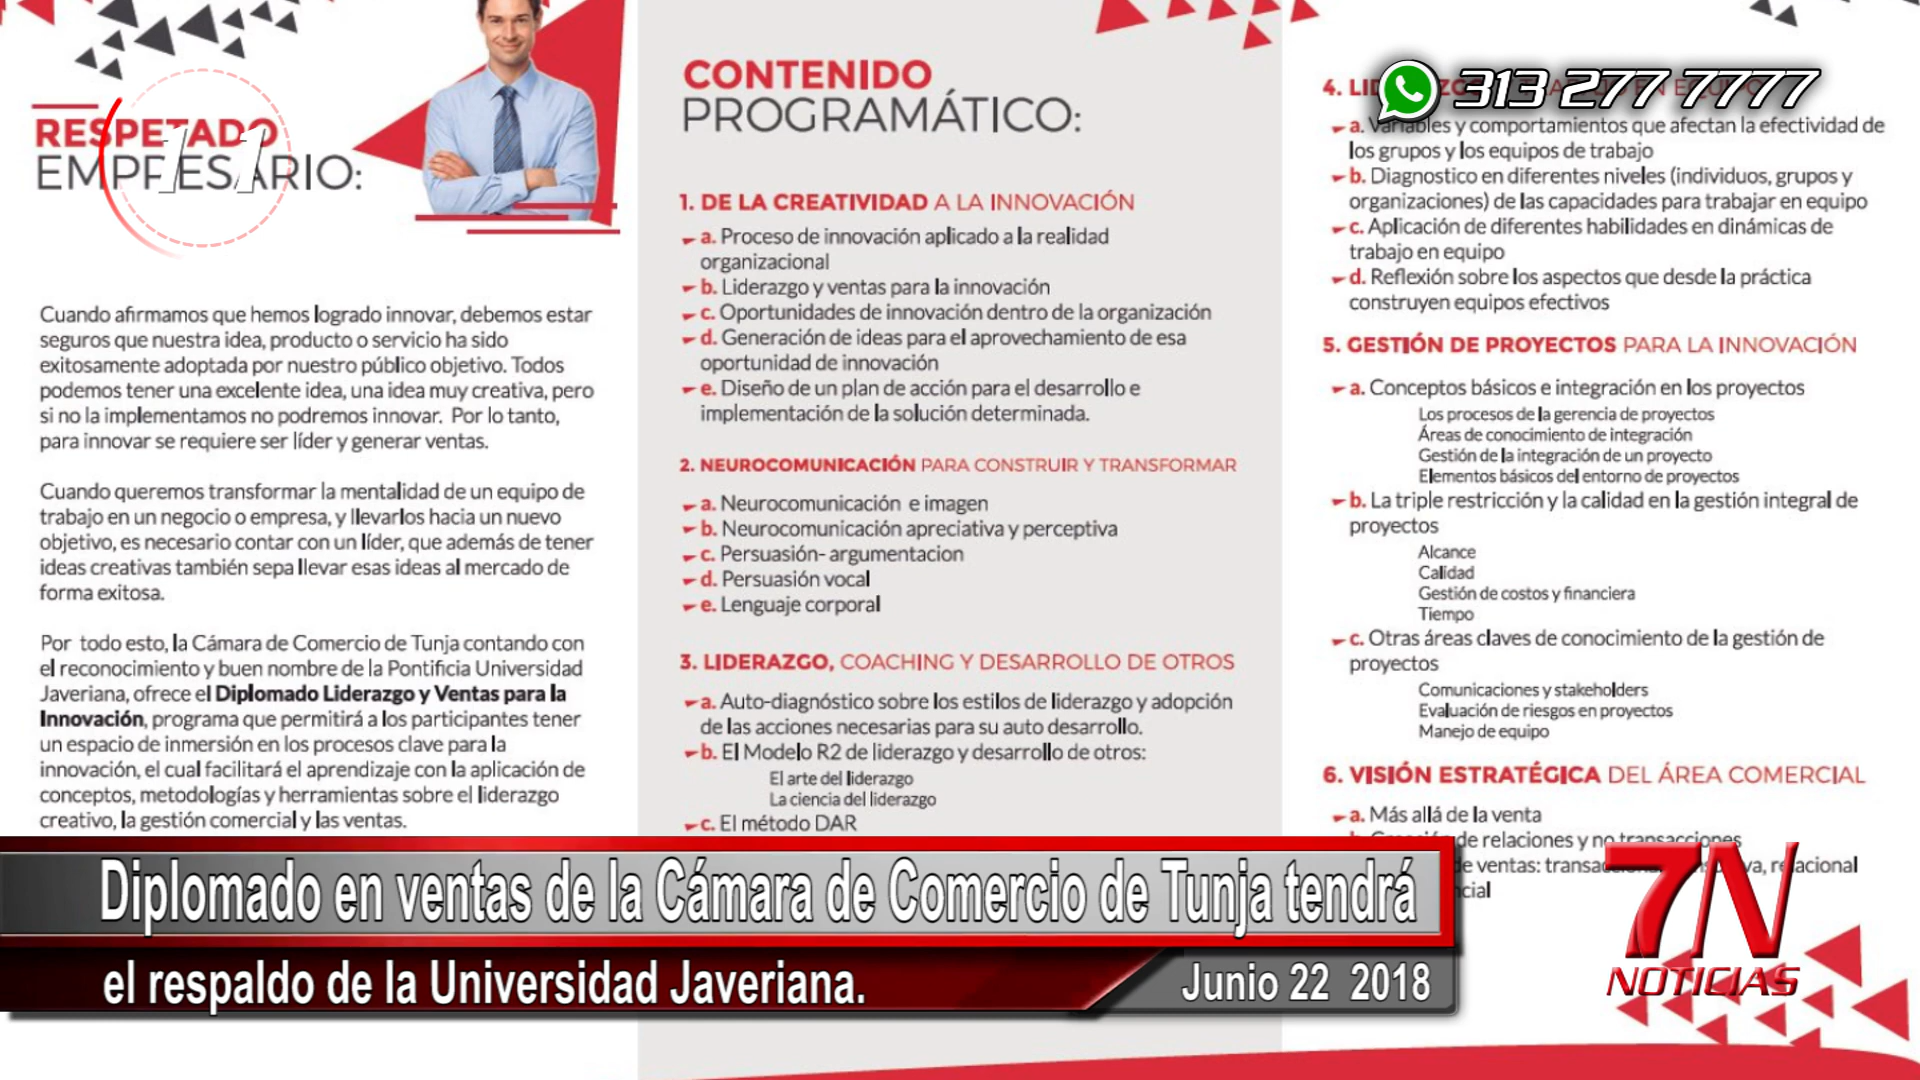 RESPETADO
EMPRESARIO:
11
Cuando afirmamos que hemos logrado innovar, debemos estar
seguros que nuestra idea, producto o servicio ha sido
exitosamente adoptada por nuestro público objetivo. Todos
podemos tener una excelente idea, una idea muy creativa, pero
si no la implementamos no podremos innovar. Por lo tanto,
para innovar se requiere ser líder y generar ventas.
Cuando queremos transformar la mentalidad de un equipo de
trabajo en un negocio o empresa, y llevarlos hacia un nuevo
objetivo, es necesario contar con un líder, que además de tener
ideas creativas también sepa llevar esas ideas al mercado de
forma exitosa.
Por todo esto, la Cámara de Comercio de Tunja contando con
el reconocimiento y buen nombre de la Pontificia Universidad
Javeriana, ofrece el Diplomado Liderazgo y Ventas para la
Innovación, programa que permitirá a los participantes tener
un espacio de inmersión en los procesos clave para la
innovación, el cual facilitará el aprendizaje con la aplicación de
conceptos, metodologías y herramientas sobre el liderazgo
creativo, la gestión comercial y las ventas.
CONTENIDO
PROGRAMÁTICO:
1. DE LA CREATIVIDAD A LA INNOVACIÓN
a. Proceso de innovación aplicado a la realidad
organizacional
b. Liderazgo y ventas para la innovación
c. Oportunidades de innovación dentro de la organización
d. Generación de ideas para el aprovechamiento de esa
oportunidad de innovación
e. Diseño de un plan de acción para el desarrollo e
implementación de la solución determinada.
2. NEUROCOMUNICACIÓN PARA CONSTRUIR Y TRANSFORMAR
a. Neurocomunicación e imagen
b. Neurocomunicación apreciativa y perceptiva
c. Persuasión- argumentacion
d. Persuasión vocal
e. Lenguaje corporal
3. LIDERAZGO, COACHING Y DESARROLLO DE OTROS
a. Auto-diagnóstico sobre los estilos de liderazgo y adopción
de las acciones necesarias para su auto desarrollo.
b. El Modelo R2 de liderazgo y desarrollo de otros:
El arte del liderazgo
La ciencia del liderazgo
c. El método DAR
313 277 7777
4. EN EQUIPO
a. Variables y comportamientos que afectan la efectividad de
los grupos y los equipos de trabajo
b. Diagnostico en diferentes niveles (individuos, grupos y
organizaciones) de las capacidades para trabajar en equipo
c. Aplicación de diferentes habilidades en dinámicas de
trabajo en equipo
d. Reflexión sobre los aspectos que desde la práctica
construyen equipos efectivos
5. GESTIÓN DE PROYECTOS PARA LA INNOVACIÓN
a. Conceptos básicos e integración en los proyectos
Los procesos de la gerencia de proyectos
Áreas de conocimiento de integración
Gestión de la integración de un proyecto
Elementos básicos del entorno de proyectos
b. La triple restricción y la calidad en la gestión integral de
proyectos
Alcance
Calidad
Gestión de costos y financiera
Tiempo
c. Otras áreas claves de conocimiento de la gestión de
proyectos
Comunicaciones y stakeholders
Evaluación de riesgos en proyectos
Manejo de equipo
6. VISIÓN ESTRATÉGICA DEL ÁREA COMERCIAL
a. Más allá de la venta
de relaciones y no transacciones
de ventas:
Diplomado en ventas de la Cámara de Comercio de Tunja tendrá
el respaldo de la Universidad Javeriana.
Junio 22 2018
7N
NOTICIAS